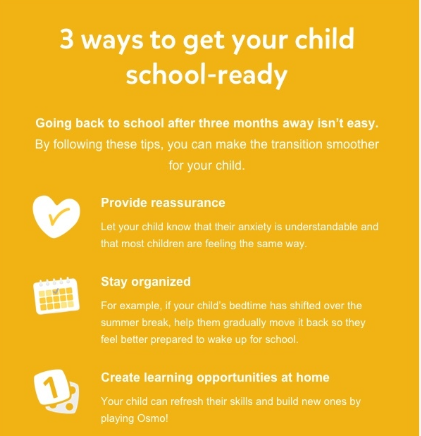 3 ways to get your child
school-ready
Going back to school after three months away isn't easy.
By following these tips, you can make the transition smoother
for your child.
Provide reassurance
Let your child know that their anxiety is understandable and
that most children are feeling the same way.
Stay organized
For example, if your child's bedtime has shifted over the
summer break, help them gradually move it back so they
feel better prepared to wake up for school.
1
Create learning opportunities at home
Your child can refresh their skills and build new ones by
playing Osmo!